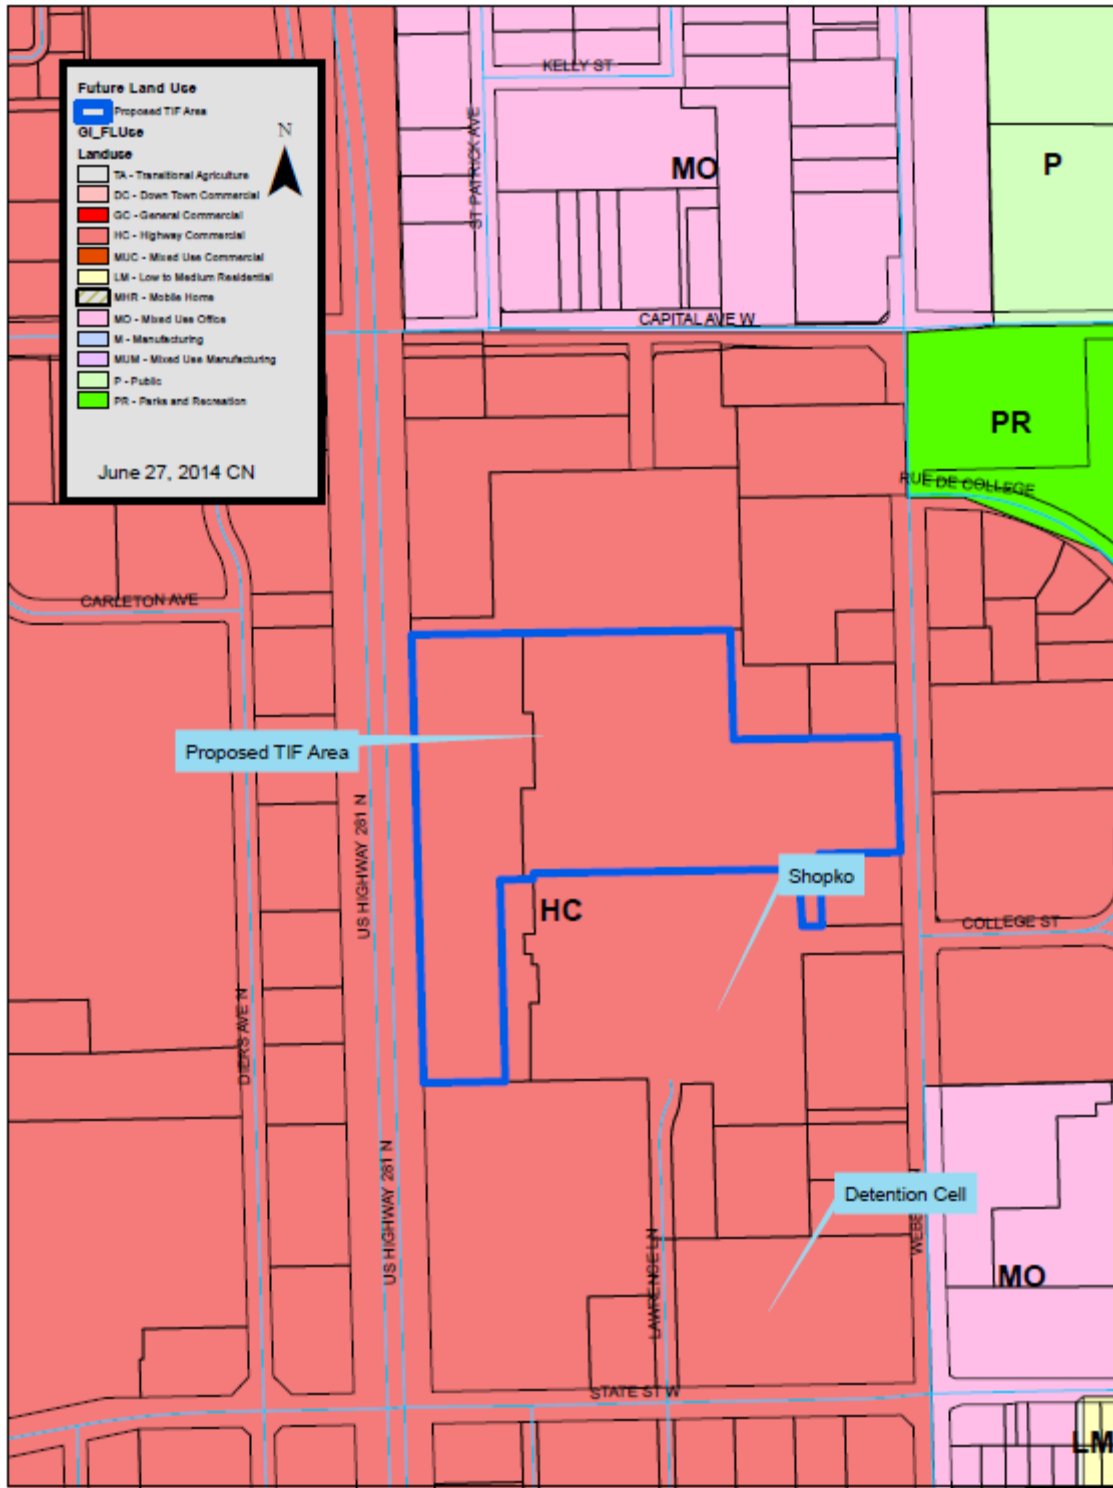 KELLY ST
ST PATRICK AVE
MO
P
Future Land Use
Proposed TIF Area
GI_FLUse
N
Landuse
TA - Transitional Agriculture
DC - Down Town Commercial
GC - General Commercial
HC - Highway Commercial
MUC - Mixed Use Commercial
LM - Low to Medium Residential
MHR - Mobile Home
MO - Mixed Use Office
M - Manufacturing
MUM - Mixed Use Manufacturing
P - Public
PR - Parks and Recreation
June 27, 2014 CN
CAPITAL AVE W
PR
RUE DE COLLEGE
CARLETON AVE
Proposed TIF Area
US HIGHWAY 281 N
Shopko
HC
COLLEGE ST
DIERS AVE N
US HIGHWAY 281 N
Detention Cell
LAWRENCE LN
MO
STATE ST W
LM